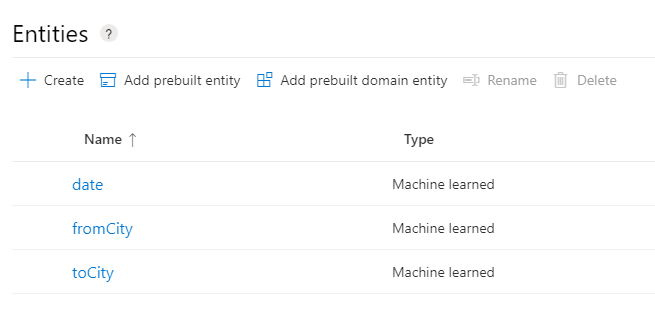 Entities ?
Create Add prebuilt entity Add prebuilt domain entity Rename Delete
Name ↑ Type
date Machine learned
fromCity Machine learned
toCity Machine learned